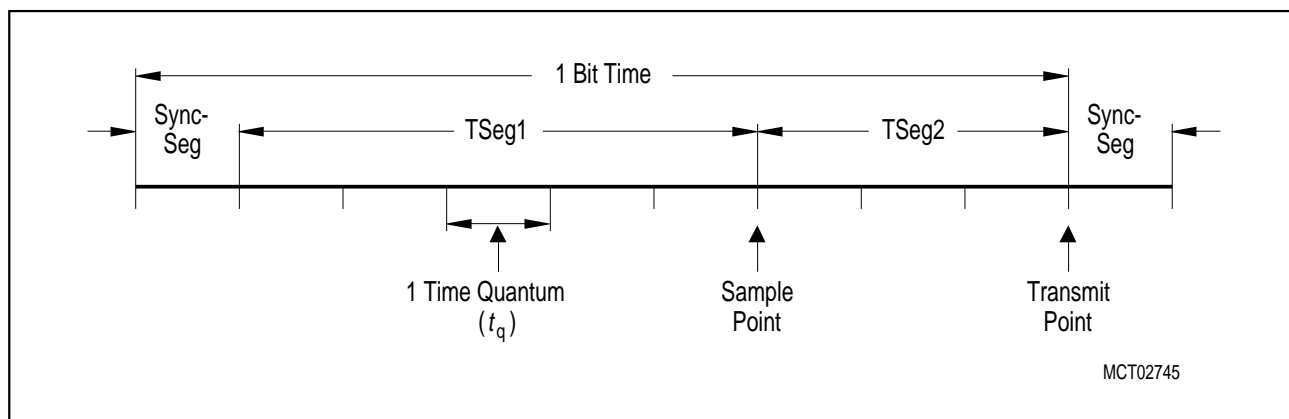 1 Bit Time
Sync-
Seg
TSeg1
TSeg2
Sync-
Seg
1 Time Quantum
(tq)
Sample
Point
Transmit
Point
MCT02745